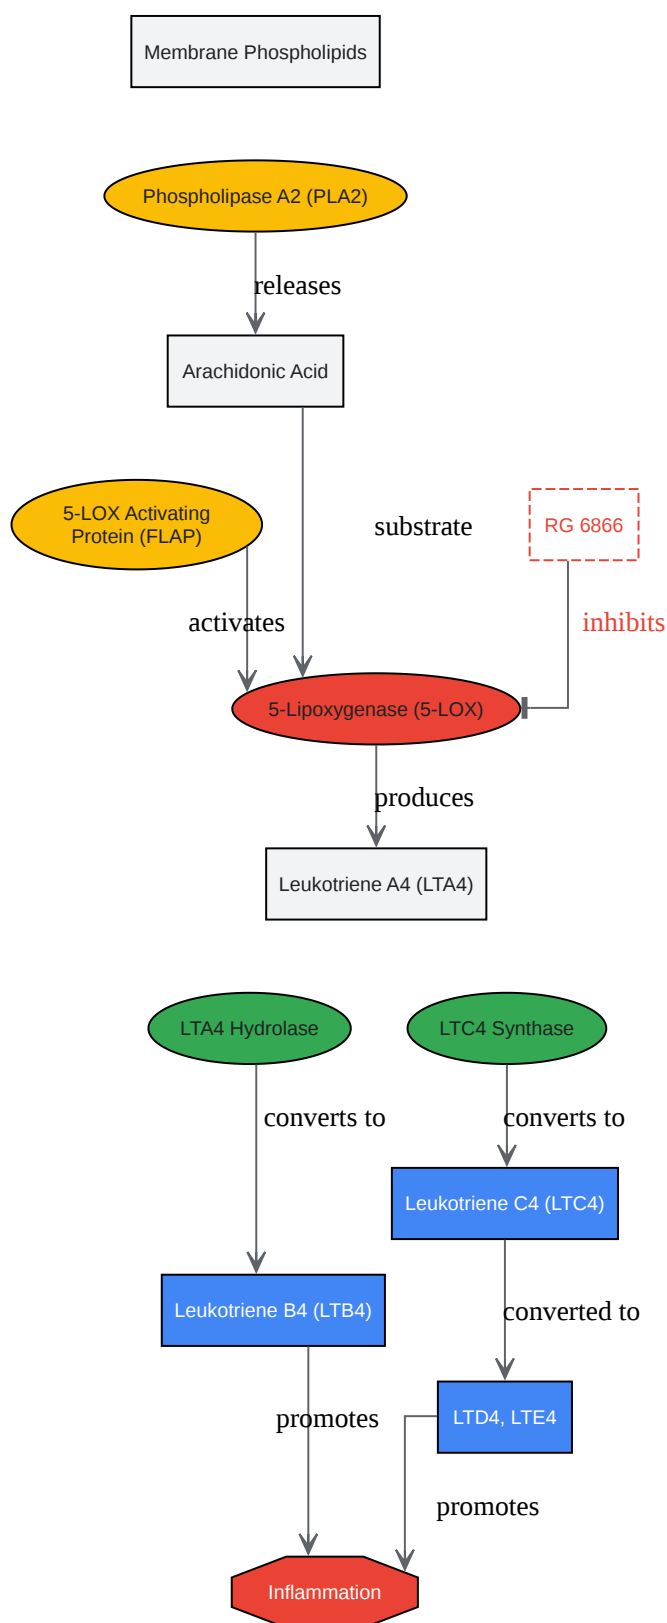 Membrane Phospholipids
Phospholipase A2 (PLA2)
releases
Arachidonic Acid
5-LOX Activating
Protein (FLAP)
substrate
RG 6866
activates
inhibits
5-Lipoxygenase (5-LOX)
produces
Leukotriene A4 (LTA4)
LTA4 Hydrolase
LTC4 Synthase
converts to
converts to
Leukotriene C4 (LTC4)
Leukotriene B4 (LTB4)
converted to
promotes
LTD4, LTE4
promotes
Inflammation